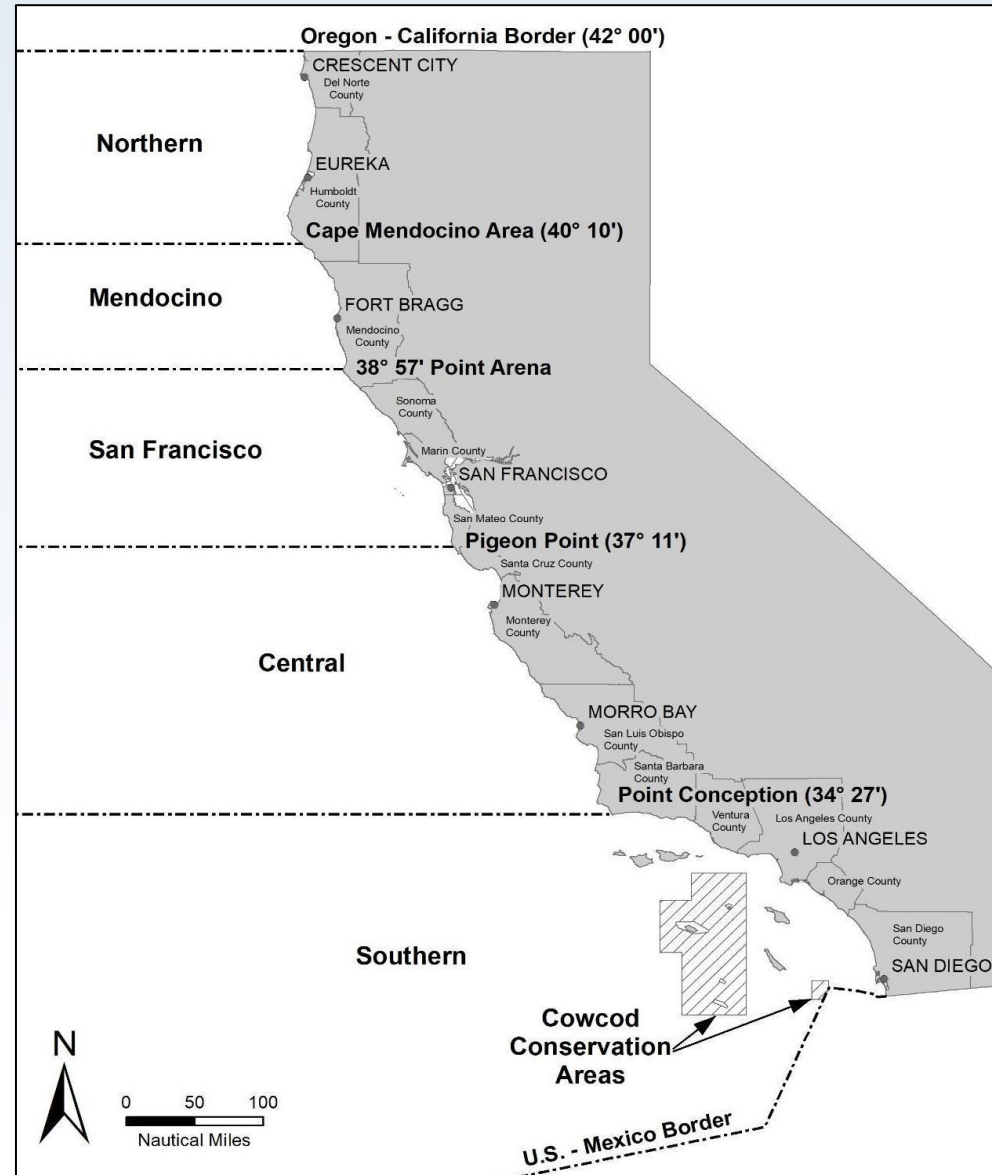 Oregon - California Border (42° 00')
CRESCENT CITY
Del Norte
County
Northern
EUREKA
Humboldt
County
Cape Mendocino Area (40° 10')
Mendocino
FORT BRAGG
Mendocino
County
38° 57' Point Arena
Sonoma
County
San Francisco
Marin County
SAN FRANCISCO
San Mateo County
Pigeon Point (37° 11')
Santa Cruz County
MONTEREY
Monterey
County
Central
MORRO BAY
San Luis Obispo
County
Santa Barbara
County
Point Conception (34° 27')
Ventura
County
Los Angeles County
LOS ANGELES
Orange County
San Diego
County
Southern
SAN DIEGO
Cowcod
Conservation
Areas
N
0 50 100
Nautical Miles
U.S. - Mexico Border